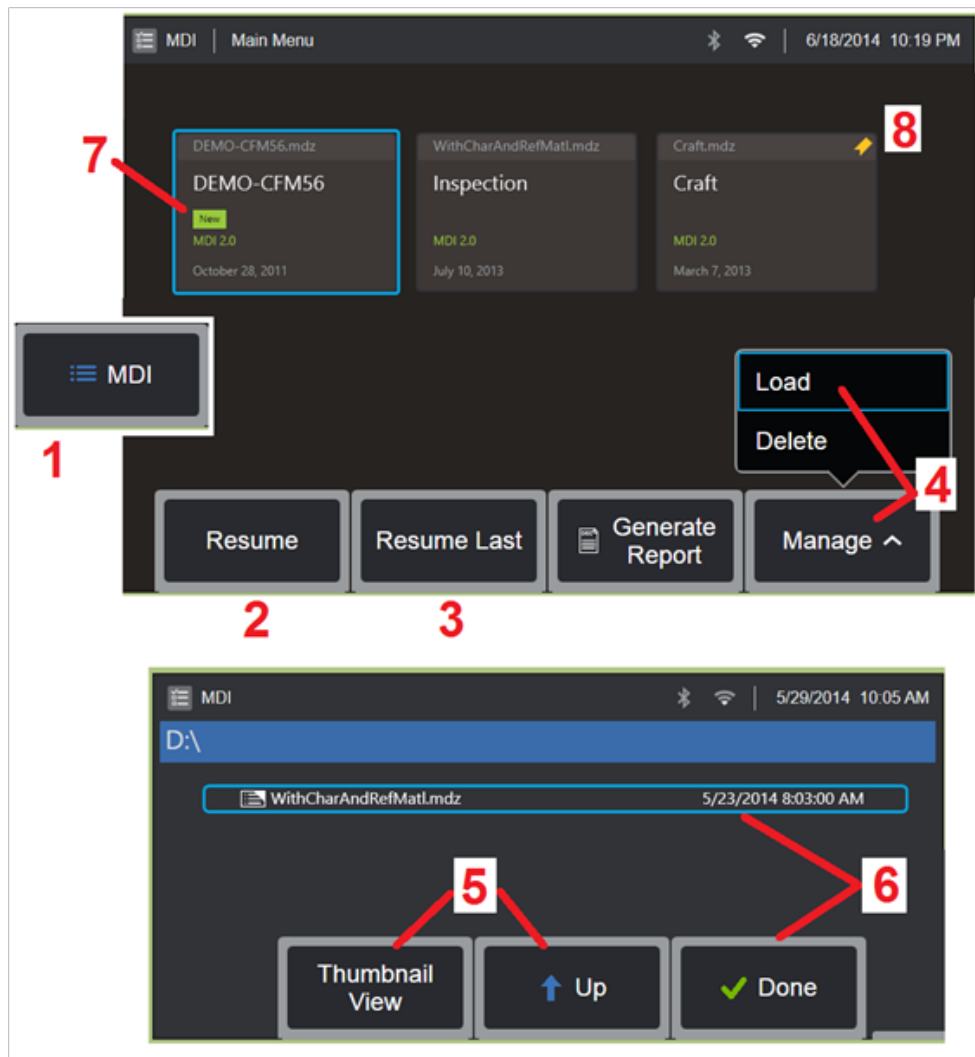 MDI | Main Menu 6/18/2014 10:19 PM
8
7
DEMO-CFM56.mdz WithCharAndRefMatl.mdz Craft.mdz
DEMO-CFM56 Inspection Craft
New
MDI 2.0 MDI 2.0 MDI 2.0
October 28, 2011 July 10, 2013 March 7, 2013
MDI
1
Load
Delete
4
Resume Resume Last Generate Report Manage
2 3
MDI 5/29/2014 10:05 AM
D:\
WithCharAndRefMatl.mdz 5/23/2014 8:03:00 AM
5 6
Thumbnail View Up Done